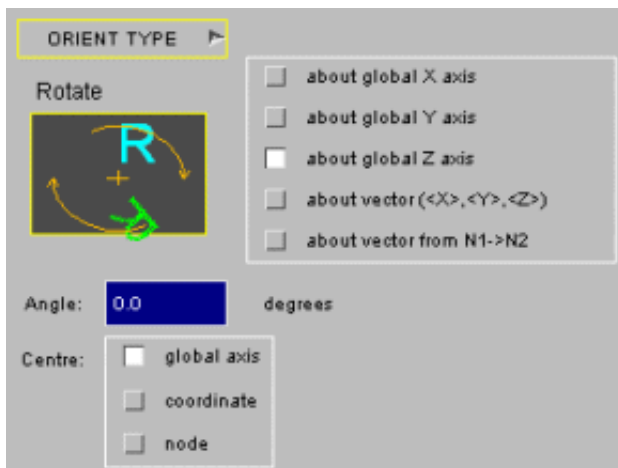 ORIENT TYPE
Rotate
R
R
about global X axis
about global Y axis
about global Z axis
about vector (<X>,<Y>,<Z>)
about vector from N1->N2
Angle: 0.0 degrees
Centre:
global axis
coordinate
node